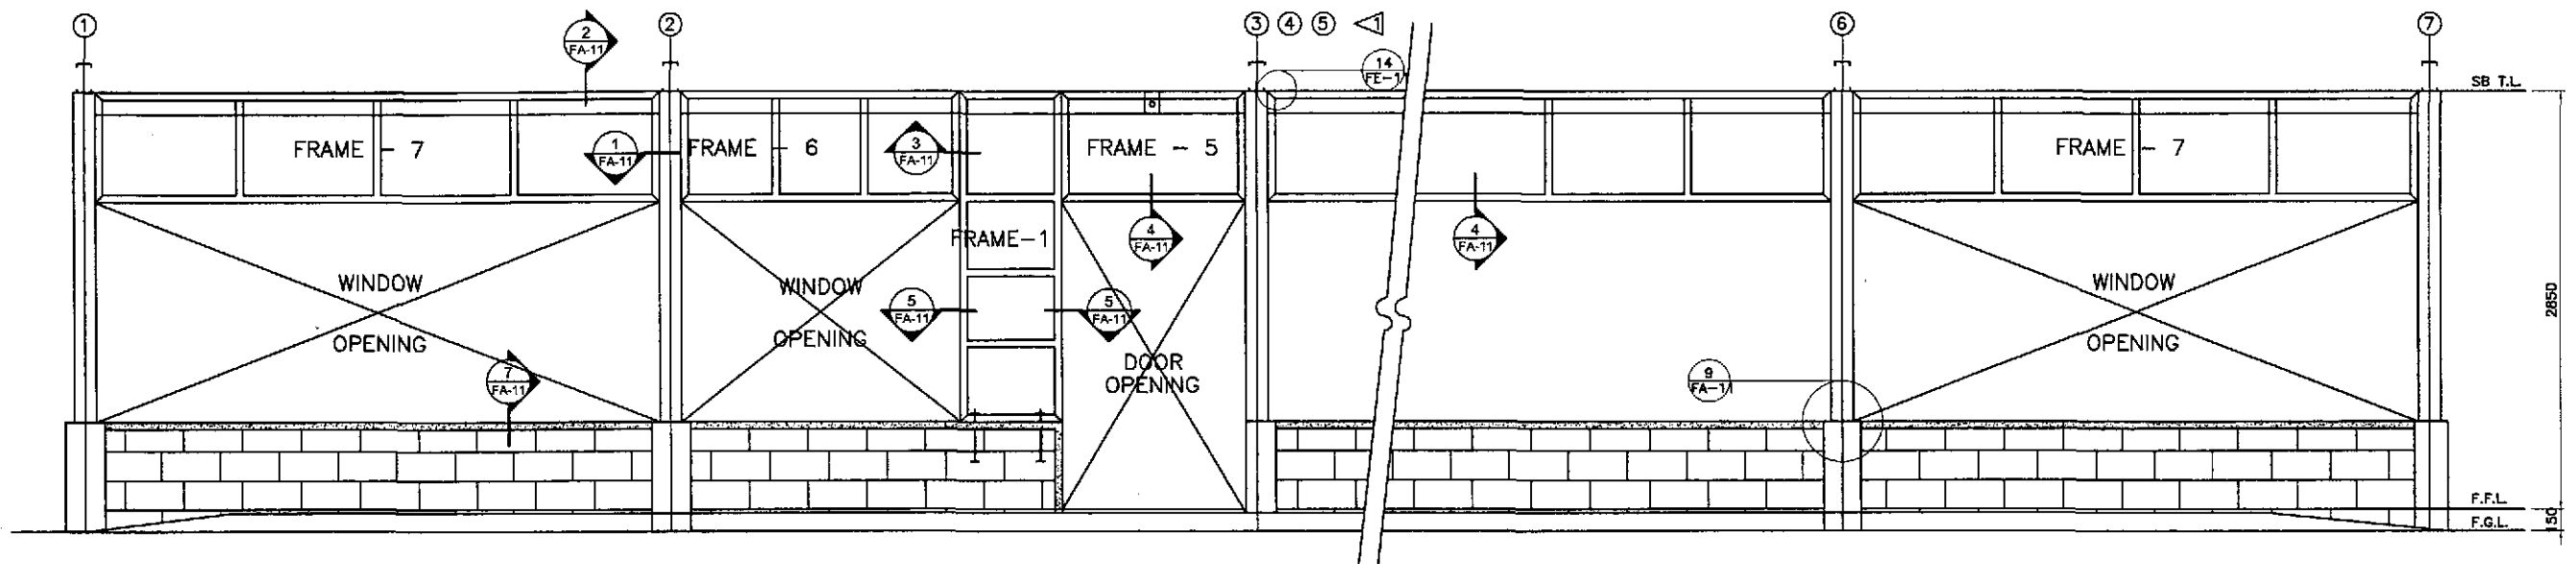 1
2
3 4 5 1
6
7
2
FA-11
14
FE-1
SB T.L.
FRAME - 7
1
FA-11
FRAME - 6
3
FA-11
FRAME - 5
FRAME - 7
FRAME-1
4
FA-11
4
FA-11
WINDOW
OPENING
WINDOW
OPENING
5
FA-11
5
FA-11
WINDOW
OPENING
2850
DOOR
OPENING
7
FA-11
9
FA-1
F.F.L.
150
F.G.L.